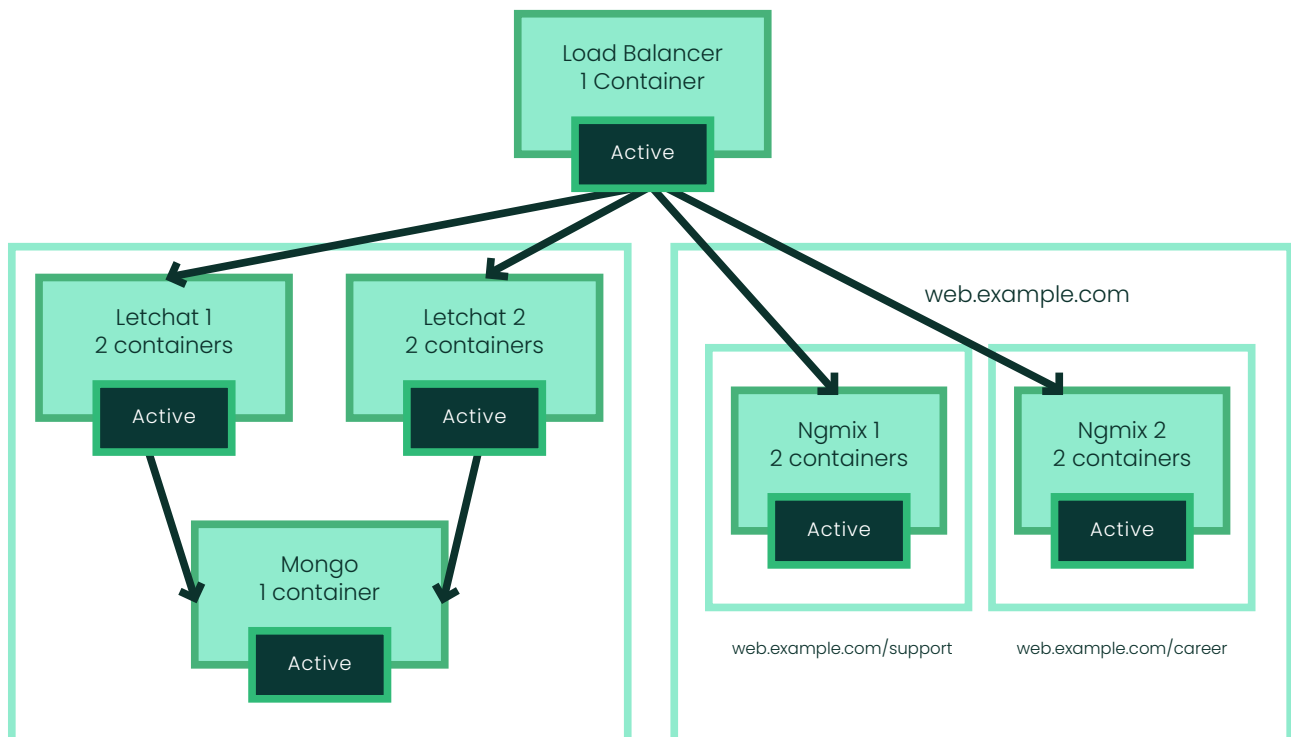 Load Balancer
1 Container
Active
Letchat 1
2 containers
Active
Letchat 2
2 containers
Active
Mongo
1 container
Active
web.example.com
Ngmix 1
2 containers
Active
Ngmix 2
2 containers
Active
web.example.com/support
web.example.com/career